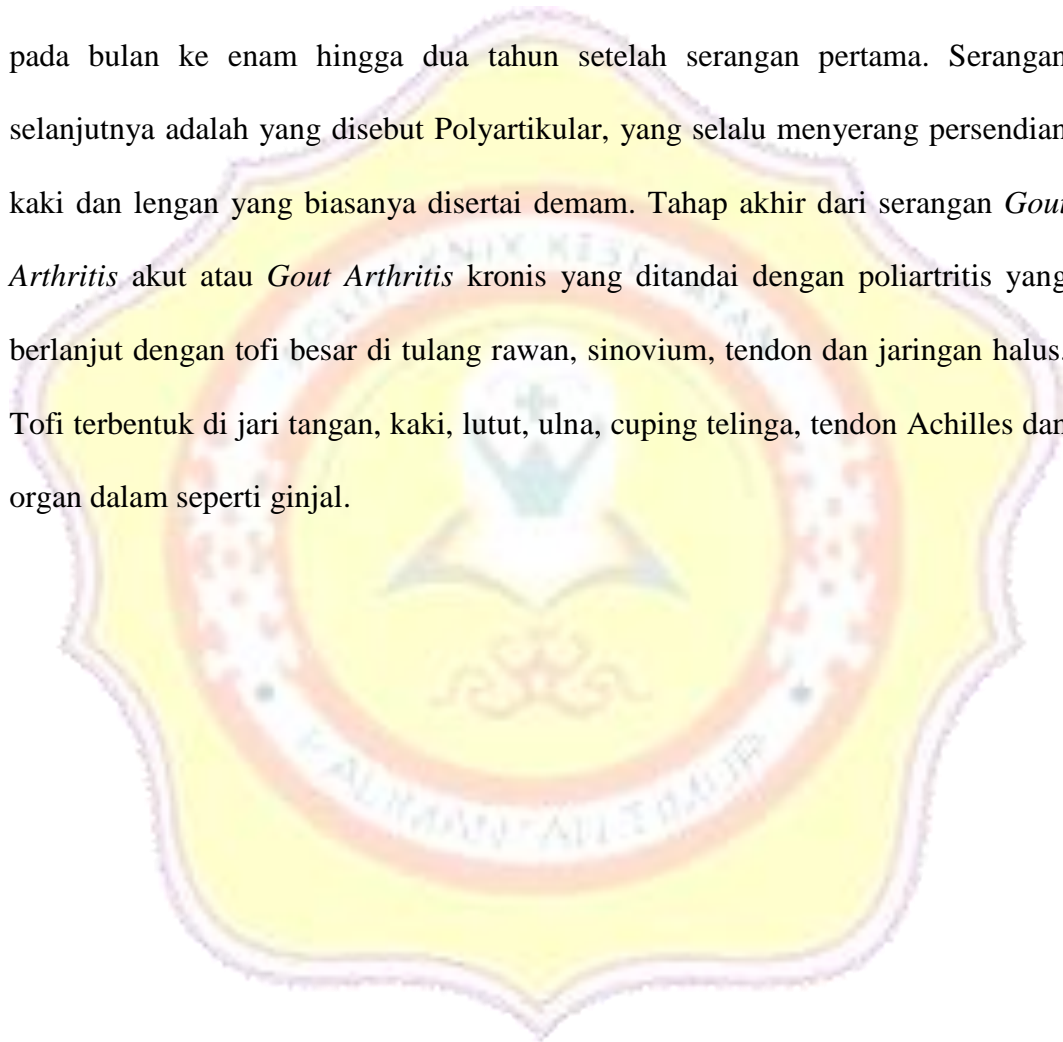 pada bulan ke enam hingga dua tahun setelah serangan pertama. Serangan
selanjutnya adalah yang disebut Polyartikular, yang selalu menyerang persendian
kaki dan lengan yang biasanya disertai demam. Tahap akhir dari serangan Gout
Arthritis akut atau Gout Arthritis kronis yang ditandai dengan poliartritis yang
berlanjut dengan tofi besar di tulang rawan, sinovium, tendon dan jaringan halus.
Tofi terbentuk di jari tangan, kaki, lutut, ulna, cuping telinga, tendon Achilles dan
organ dalam seperti ginjal.
KALIMANTAN TIMUR